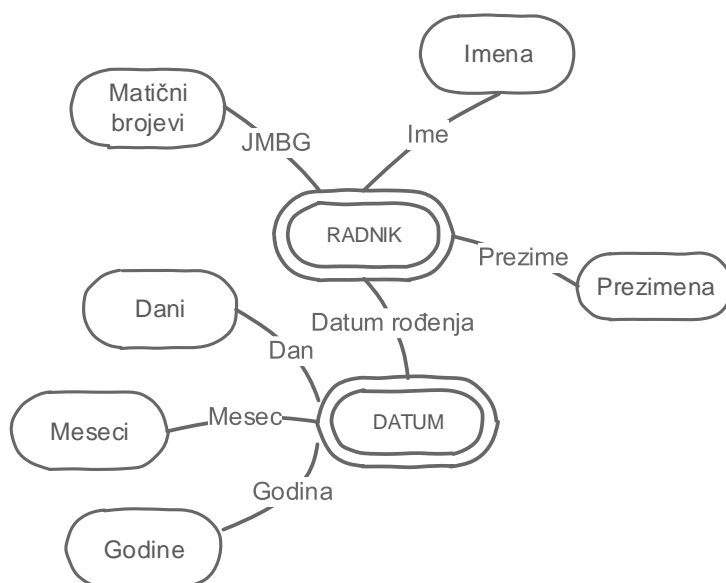 Imena
Matični
brojevi
JMBG
Ime
RADNIK
Prezime
Prezimena
Dani
Datum rođenja
Dan
Mesec
DATUM
Meseci
Godina
Godine